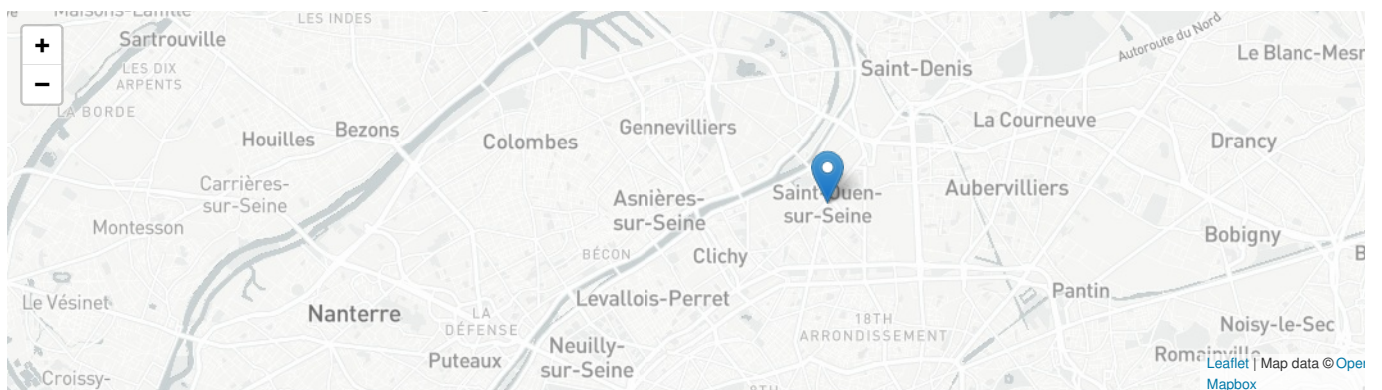 LES INDES
Sartrouville
+
−
LES DIX
ARPENTS
LA BORDE
Houilles
Bezons
Colombes
Gennevilliers
Saint-Denis
Autoroute du Nord
Le Blanc-Mesr
La Courneuve
Drancy
Carrières-
sur-Seine
Montesson
Asnières-
sur-Seine
Saint-Ouen-
sur-Seine
Aubervilliers
Bobigny
B
BÉCON
Clichy
Le Vésinet
Nanterre
LA
DÉFENSE
Levallois-Perret
Pantin
18TH
ARRONDISSEMENT
Noisy-le-Sec
Puteaux
Neuilly-
sur-Seine
Romainville
Croissy-
Leaflet | Map data © Open
Mapbox